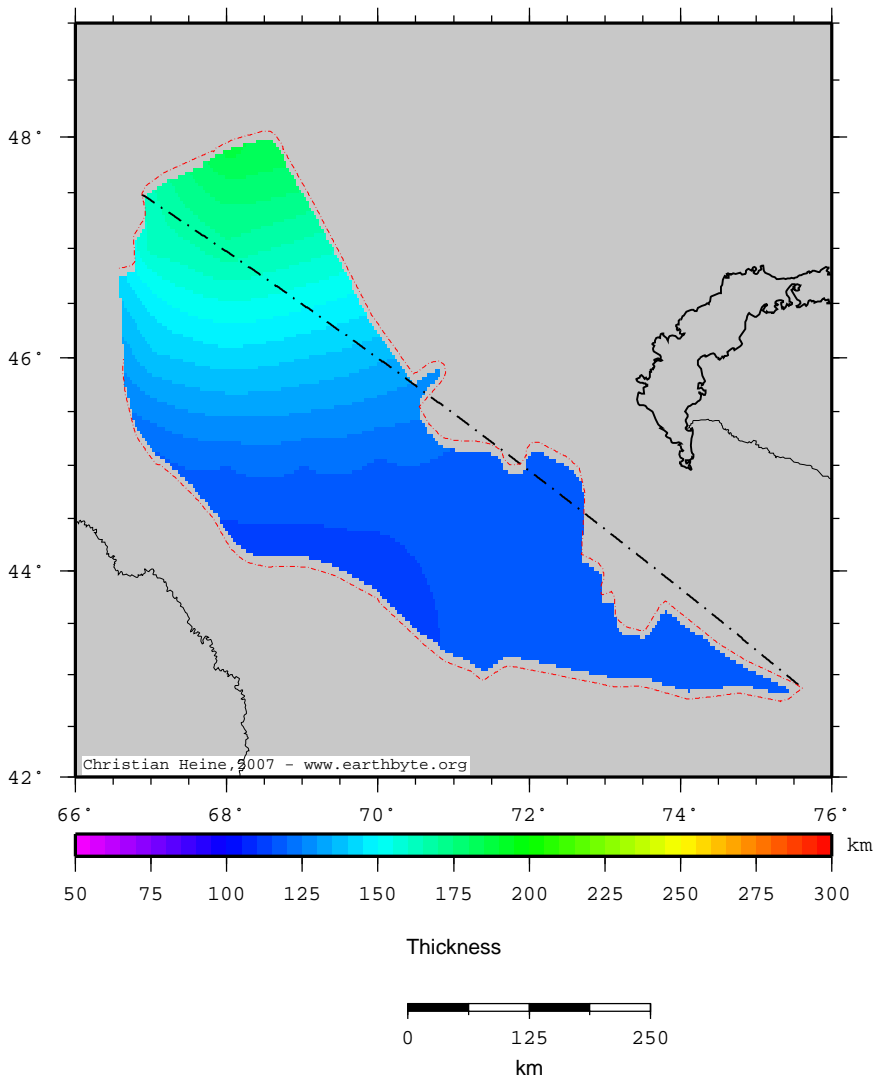 48°
46°
44°
42°
Christian Heine,2007 - www.earthbyte.org
66° 68° 70° 72° 74° 76°
km
50 75 100 125 150 175 200 225 250 275 300
Thickness
0 125 250
km